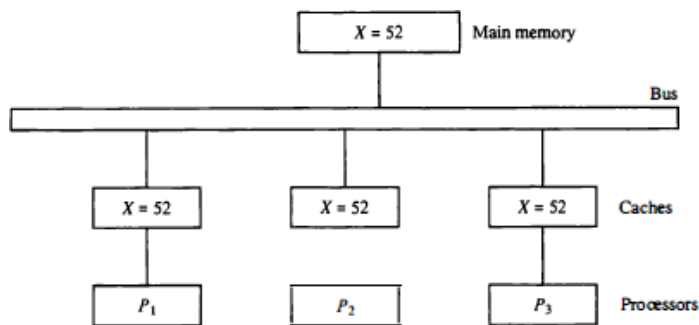 X = 52 Main memory
Bus
X = 52 X = 52 X = 52 Caches
P₁ P₂ P₃ Processors